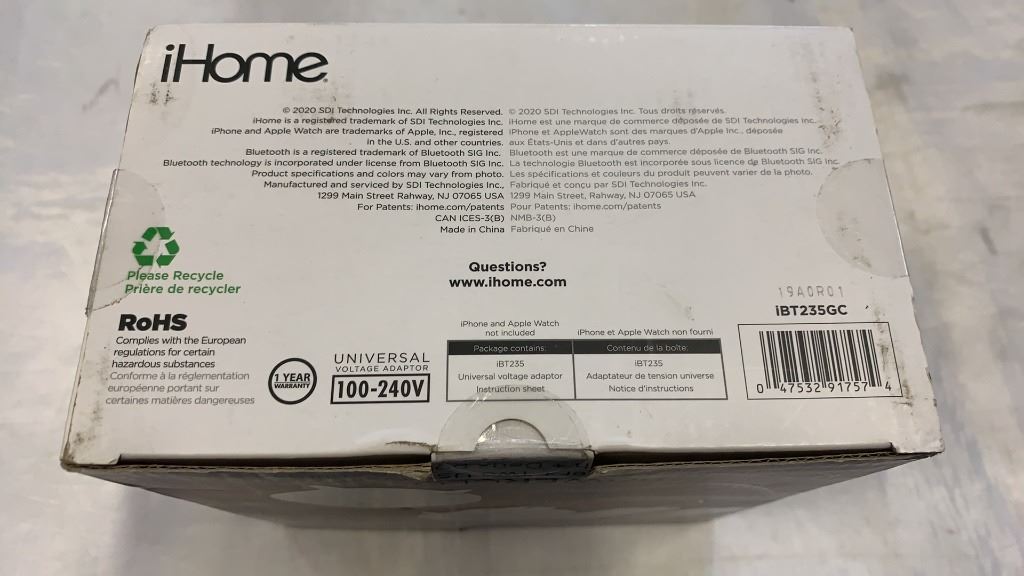 iHome
© 2020 SDI Technologies Inc. All Rights Reserved.
iHome is a registered trademark of SDI Technologies Inc.
iPhone and Apple Watch are trademarks of Apple, Inc., registered
in the U.S. and other countries.
Bluetooth is a registered trademark of Bluetooth SIG Inc.
Bluetooth technology is incorporated under license from Bluetooth SIG Inc.
Product specifications and colors may vary from photo.
Manufactured and serviced by SDI Technologies Inc.,
1299 Main Street Rahway, NJ 07065 USA
For Patents: ihome.com/patents
CAN ICES-3(B)
Made in China
© 2020 SDI Technologies Inc. Tous droits réservés.
iHome est une marque de commerce déposée de SDI Technologies Inc.
iPhone et AppleWatch sont des marques d'Apple Inc., déposée
aux États-Unis et dans d'autres pays.
Bluetooth est une marque de commerce déposée de Bluetooth SIG Inc.
La technologie Bluetooth est incorporée sous licence de Bluetooth SIG Inc.
Les spécifications et couleurs du produit peuvent varier de la photo.
Fabriqué et conçu par SDI Technologies Inc.
1299 Main Street, Rahway, NJ 07065 USA
Pour Patents: ihome.com/patents
NMB-3(B)
Fabriqué en Chine
Please Recycle
Prière de recycler
Questions?
www.ihome.com
RoHS
Complies with the European
regulations for certain
hazardous substances
Conforme à la réglementation
européenne portant sur
certaines matières dangereuses
1 YEAR
WARRANTY
UNIVERSAL
VOLTAGE ADAPTOR
100-240V
iPhone and Apple Watch
not included
Package contains:
iBT235
Universal voltage adaptor
Instruction sheet
iPhone et Apple Watch non fourni
Contenu de la boîte:
iBT235
Adaptateur de tension universe
Notice d'instructions
19A0R01
iBT235GC
0 47532 91757 4